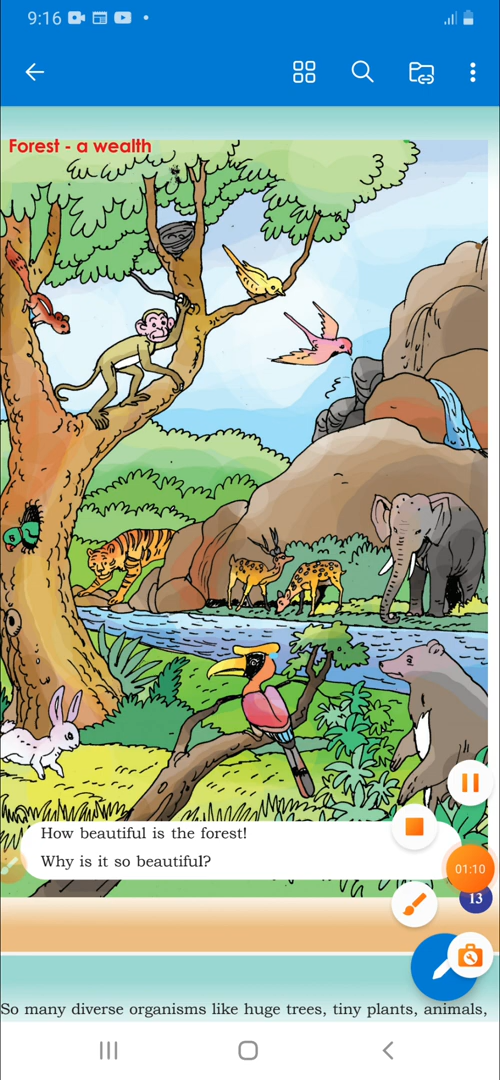 9:16
Forest - a wealth
How beautiful is the forest!
Why is it so beautiful?
01:10
13
So many diverse organisms like huge trees, tiny plants, animals,